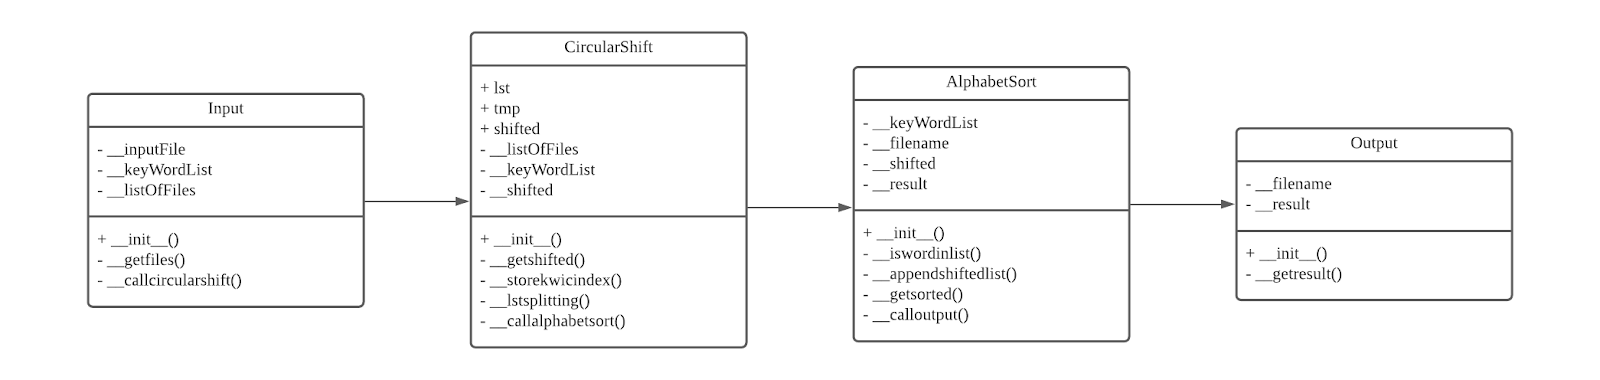 Input
- __inputFile
- __keyWordList
- __listOfFiles
+ __init__()
- __getfiles()
- __callcircularshift()
CircularShift
+ lst
+ tmp
+ shifted
- __listOfFiles
- __keyWordList
- __shifted
+ __init__()
- __getshifted()
- __storekwicindex()
- __lstsplitting()
- __callalphabetsort()
AlphabetSort
- __keyWordList
- __filename
- __shifted
- __result
+ __init__()
- __iswordinlist()
- __appendshiftedlist()
- __getsorted()
- __calloutput()
Output
- __filename
- __result
+ __init__()
- __getresult()